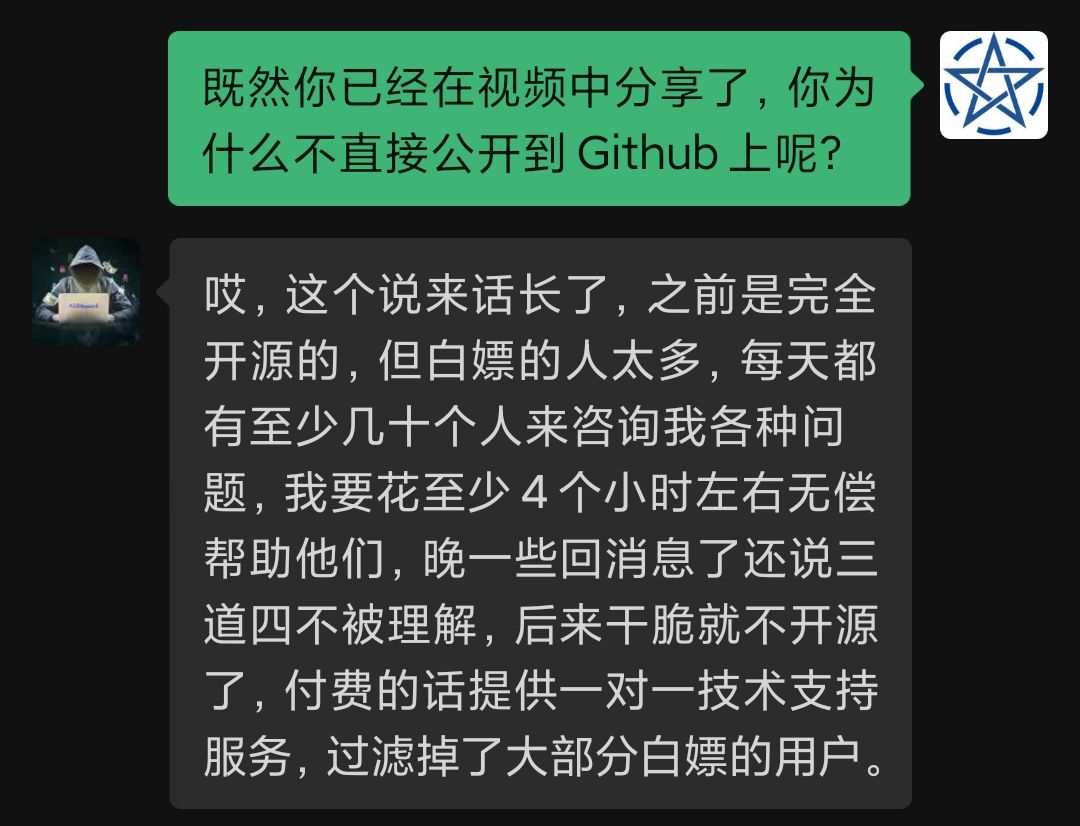 既然你已经在视频中分享了, 你为
什么不直接公开到 Github 上呢?
哎, 这个说来话长了, 之前是完全
开源的, 但白嫖的人太多, 每天都
有至少几十个人来咨询我各种问
题, 我要花至少 4 个小时左右无偿
帮助他们, 晚一些回消息了还说三
道四不被理解, 后来干脆就不开源
了, 付费的话提供一对一技术支持
服务, 过滤掉了大部分白嫖的用户。